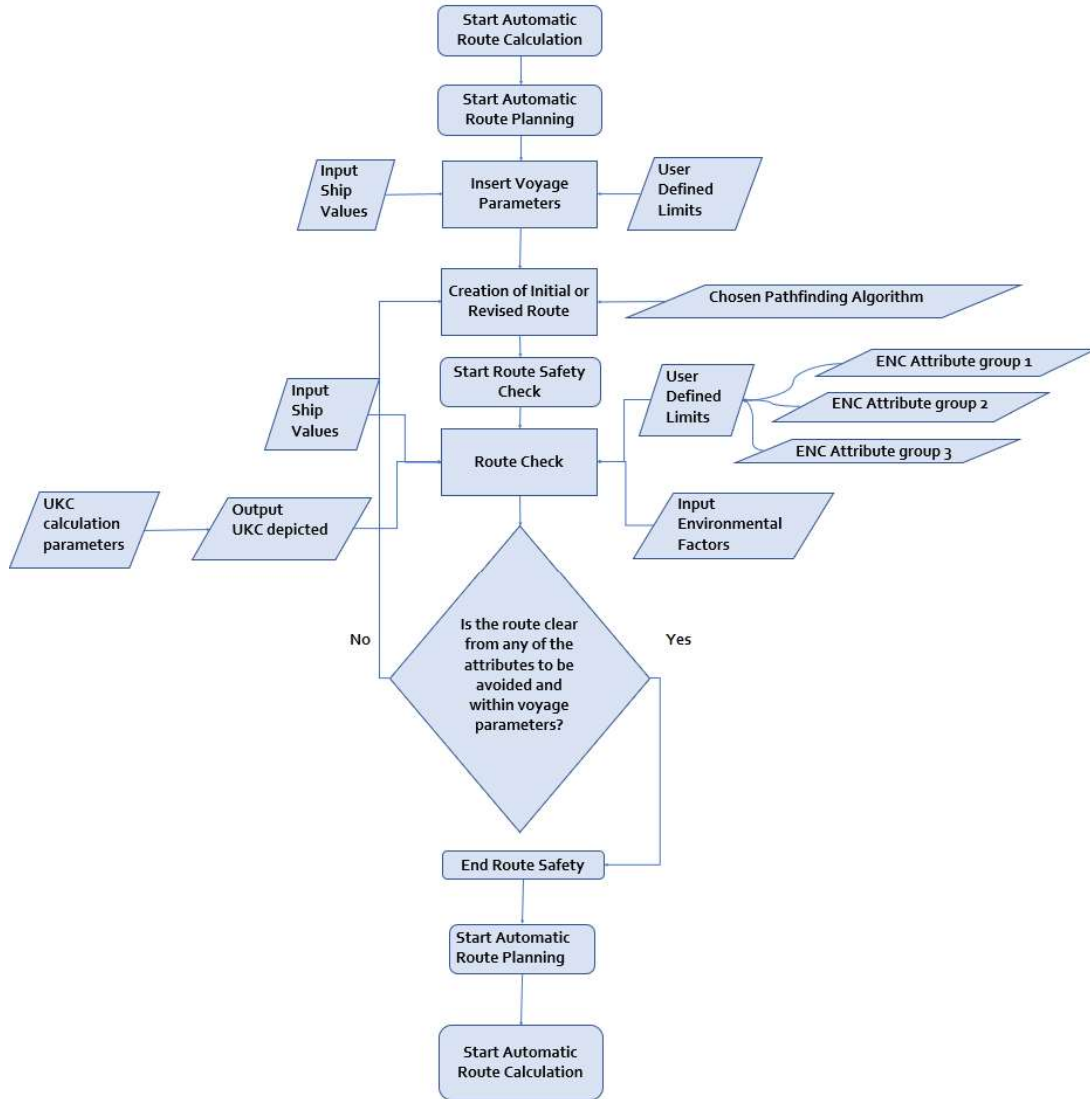 Start Automatic
Route Calculation
Start Automatic
Route Planning
Input
Ship
Values
Insert Voyage
Parameters
User
Defined
Limits
Creation of Initial or
Revised Route
Chosen Pathfinding Algorithm
Start Route Safety
Check
Input
Ship
Values
User
Defined
Limits
ENC Attribute group 1
ENC Attribute group 2
ENC Attribute group 3
Route Check
UKC
calculation
parameters
Output
UKC depicted
Input
Environmental
Factors
Is the route clear
from any of the
attributes to be
avoided and
within voyage
parameters?
No
Yes
End Route Safety
Start Automatic
Route Planning
Start Automatic
Route Calculation